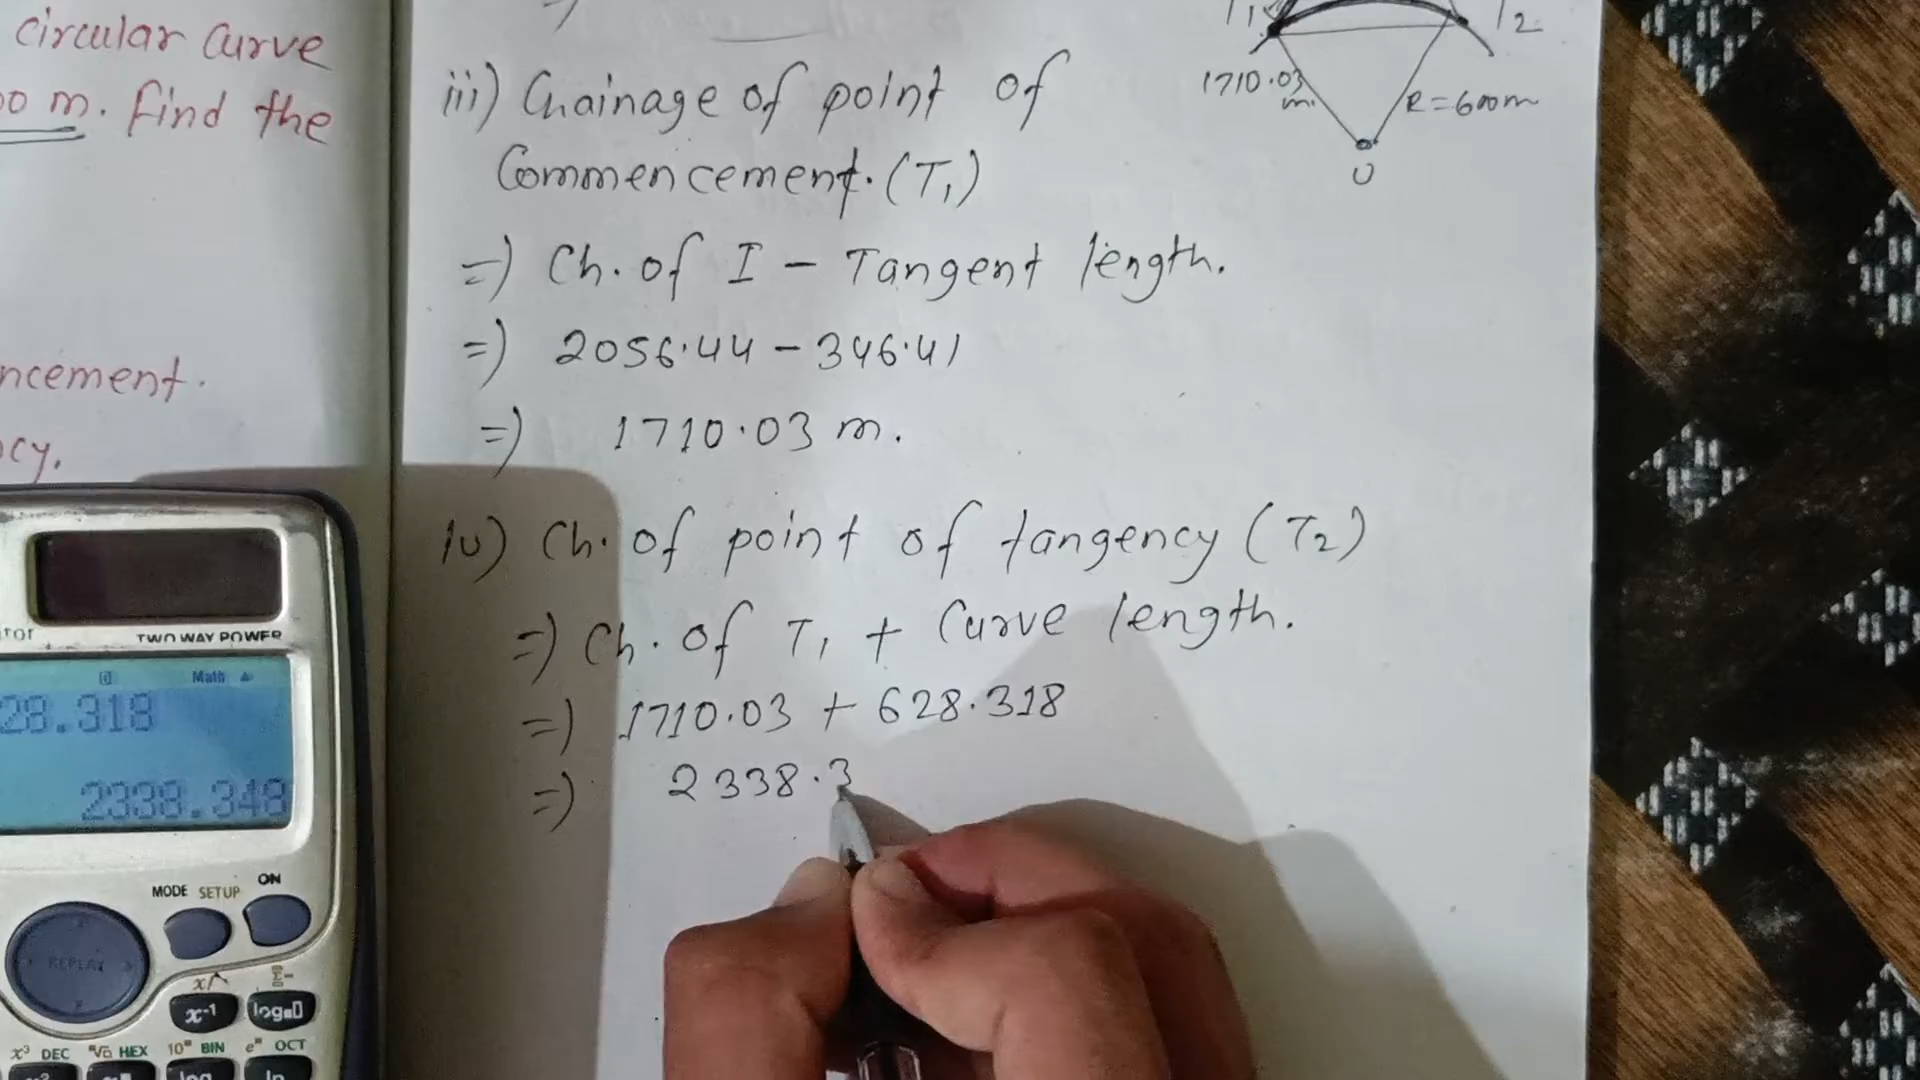 circular curve
00 m. find the
ncement.
cy.
iii) Chainage of point of
Commencement. (T1)
=) Ch. of I - Tangent length.
=) 2056.44 - 346.41
=) 1710.03 m.
iv) Ch. of point of tangency (T2)
=) Ch. of T1 + Curve length.
=) 1710.03 + 628.318
=) 2338.3
T1
T2
1710.03
m.
R=600m
O
TWO WAY POWER
Math ▲
28.318
2338.348
MODE SETUP ON
REPLAY
x-1
DEC HEX BIN OCT
log
ln